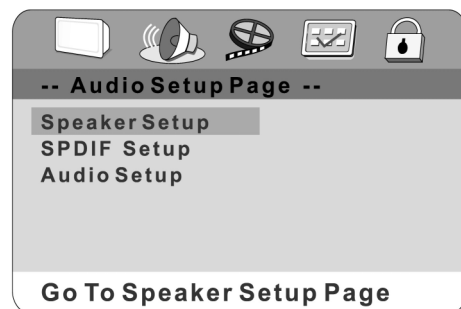 -- Audio Setup Page --
Speaker Setup
SPDIF Setup
Audio Setup
Go To Speaker Setup Page